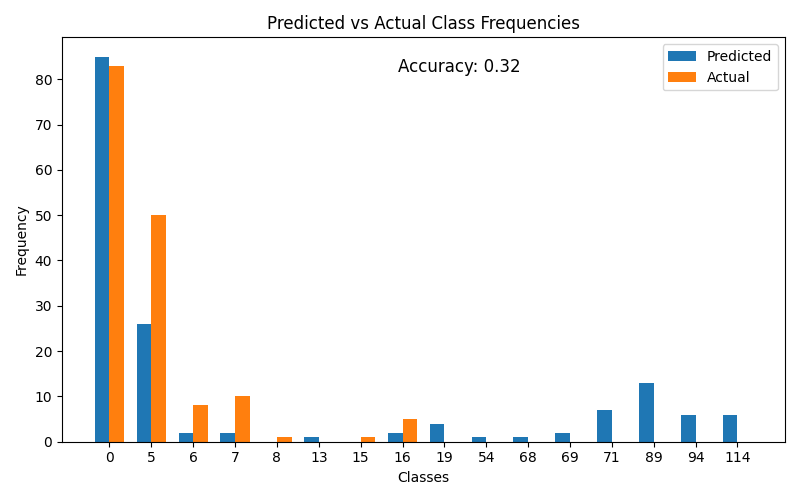 Predicted vs Actual Class Frequencies
Accuracy: 0.32
Predicted
Actual
Frequency
80
70
60
50
40
30
20
10
0
0 5 6 7 8 13 15 16 19 54 68 69 71 89 94 114
Classes